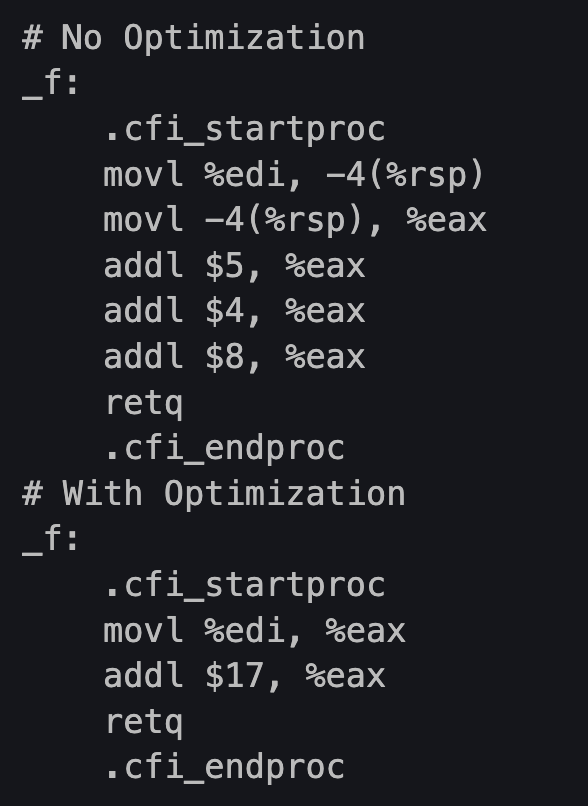 # No Optimization
_f:
    .cfi_startproc
    movl %edi, -4(%rsp)
    movl -4(%rsp), %eax
    addl $5, %eax
    addl $4, %eax
    addl $8, %eax
    retq
    .cfi_endproc
# With Optimization
_f:
    .cfi_startproc
    movl %edi, %eax
    addl $17, %eax
    retq
    .cfi_endproc